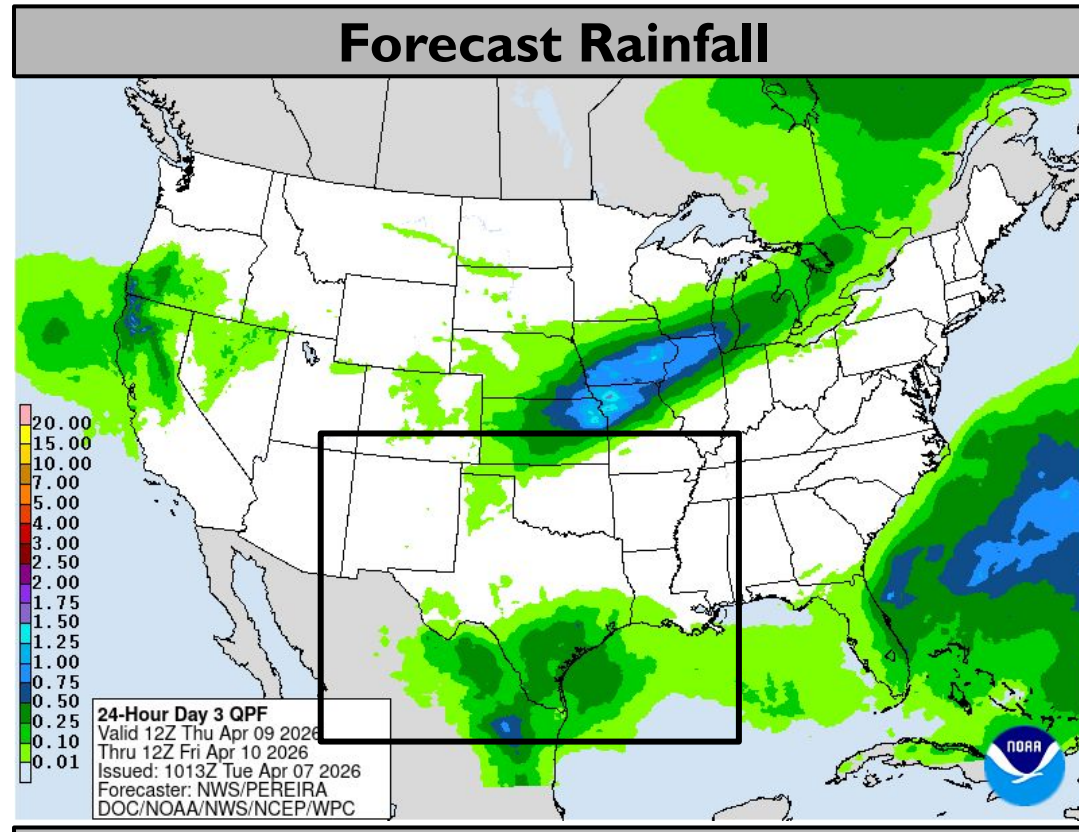 Forecast Rainfall
20.00
15.00
10.00
7.00
5.00
4.00
3.00
2.50
2.00
1.75
1.50
1.25
1.00
0.75
0.50
0.25
0.10
0.01
24-Hour Day 3 QPF
Valid 12Z Thu Apr 09 2026
Thru 12Z Fri Apr 10 2026
Issued: 1013Z Tue Apr 07 2026
Forecaster: NWS/PEREIRA
DOC/NOAA/NWS/NCEP/WPC
NOAA